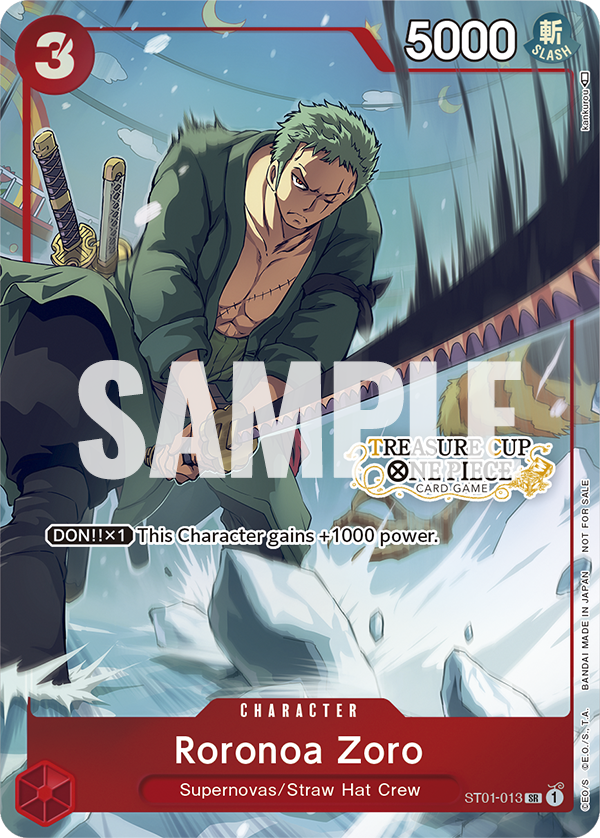 3
5000
斬
SLASH
kankurou
SAMPLE
TREASURE CUP
ONE PIECE
CARD GAME
DON!!×1 This Character gains +1000 power.
CHARACTER
Roronoa Zoro
Supernovas/Straw Hat Crew
ST01-013 SR 1
©E/S ©E.O./S., T.A. BANDAI MADE IN JAPAN NOT FOR SALE